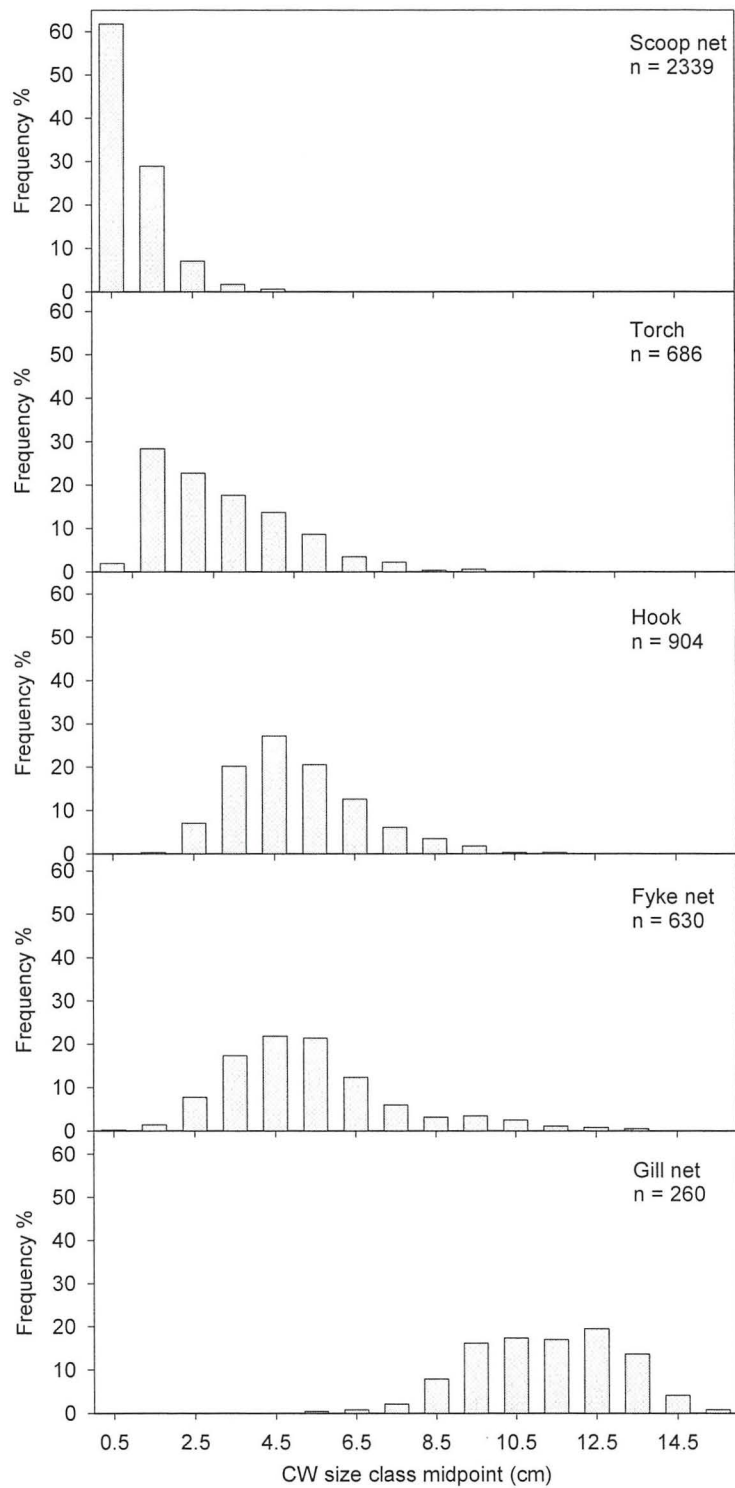 60
50
40
30
20
10
0
Frequency %
Scoop net
n = 2339
60
50
40
30
20
10
0
Frequency %
Torch
n = 686
60
50
40
30
20
10
0
Frequency %
Hook
n = 904
60
50
40
30
20
10
0
Frequency %
Fyke net
n = 630
60
50
40
30
20
10
0
Frequency %
Gill net
n = 260
0.5 2.5 4.5 6.5 8.5 10.5 12.5 14.5
CW size class midpoint (cm)